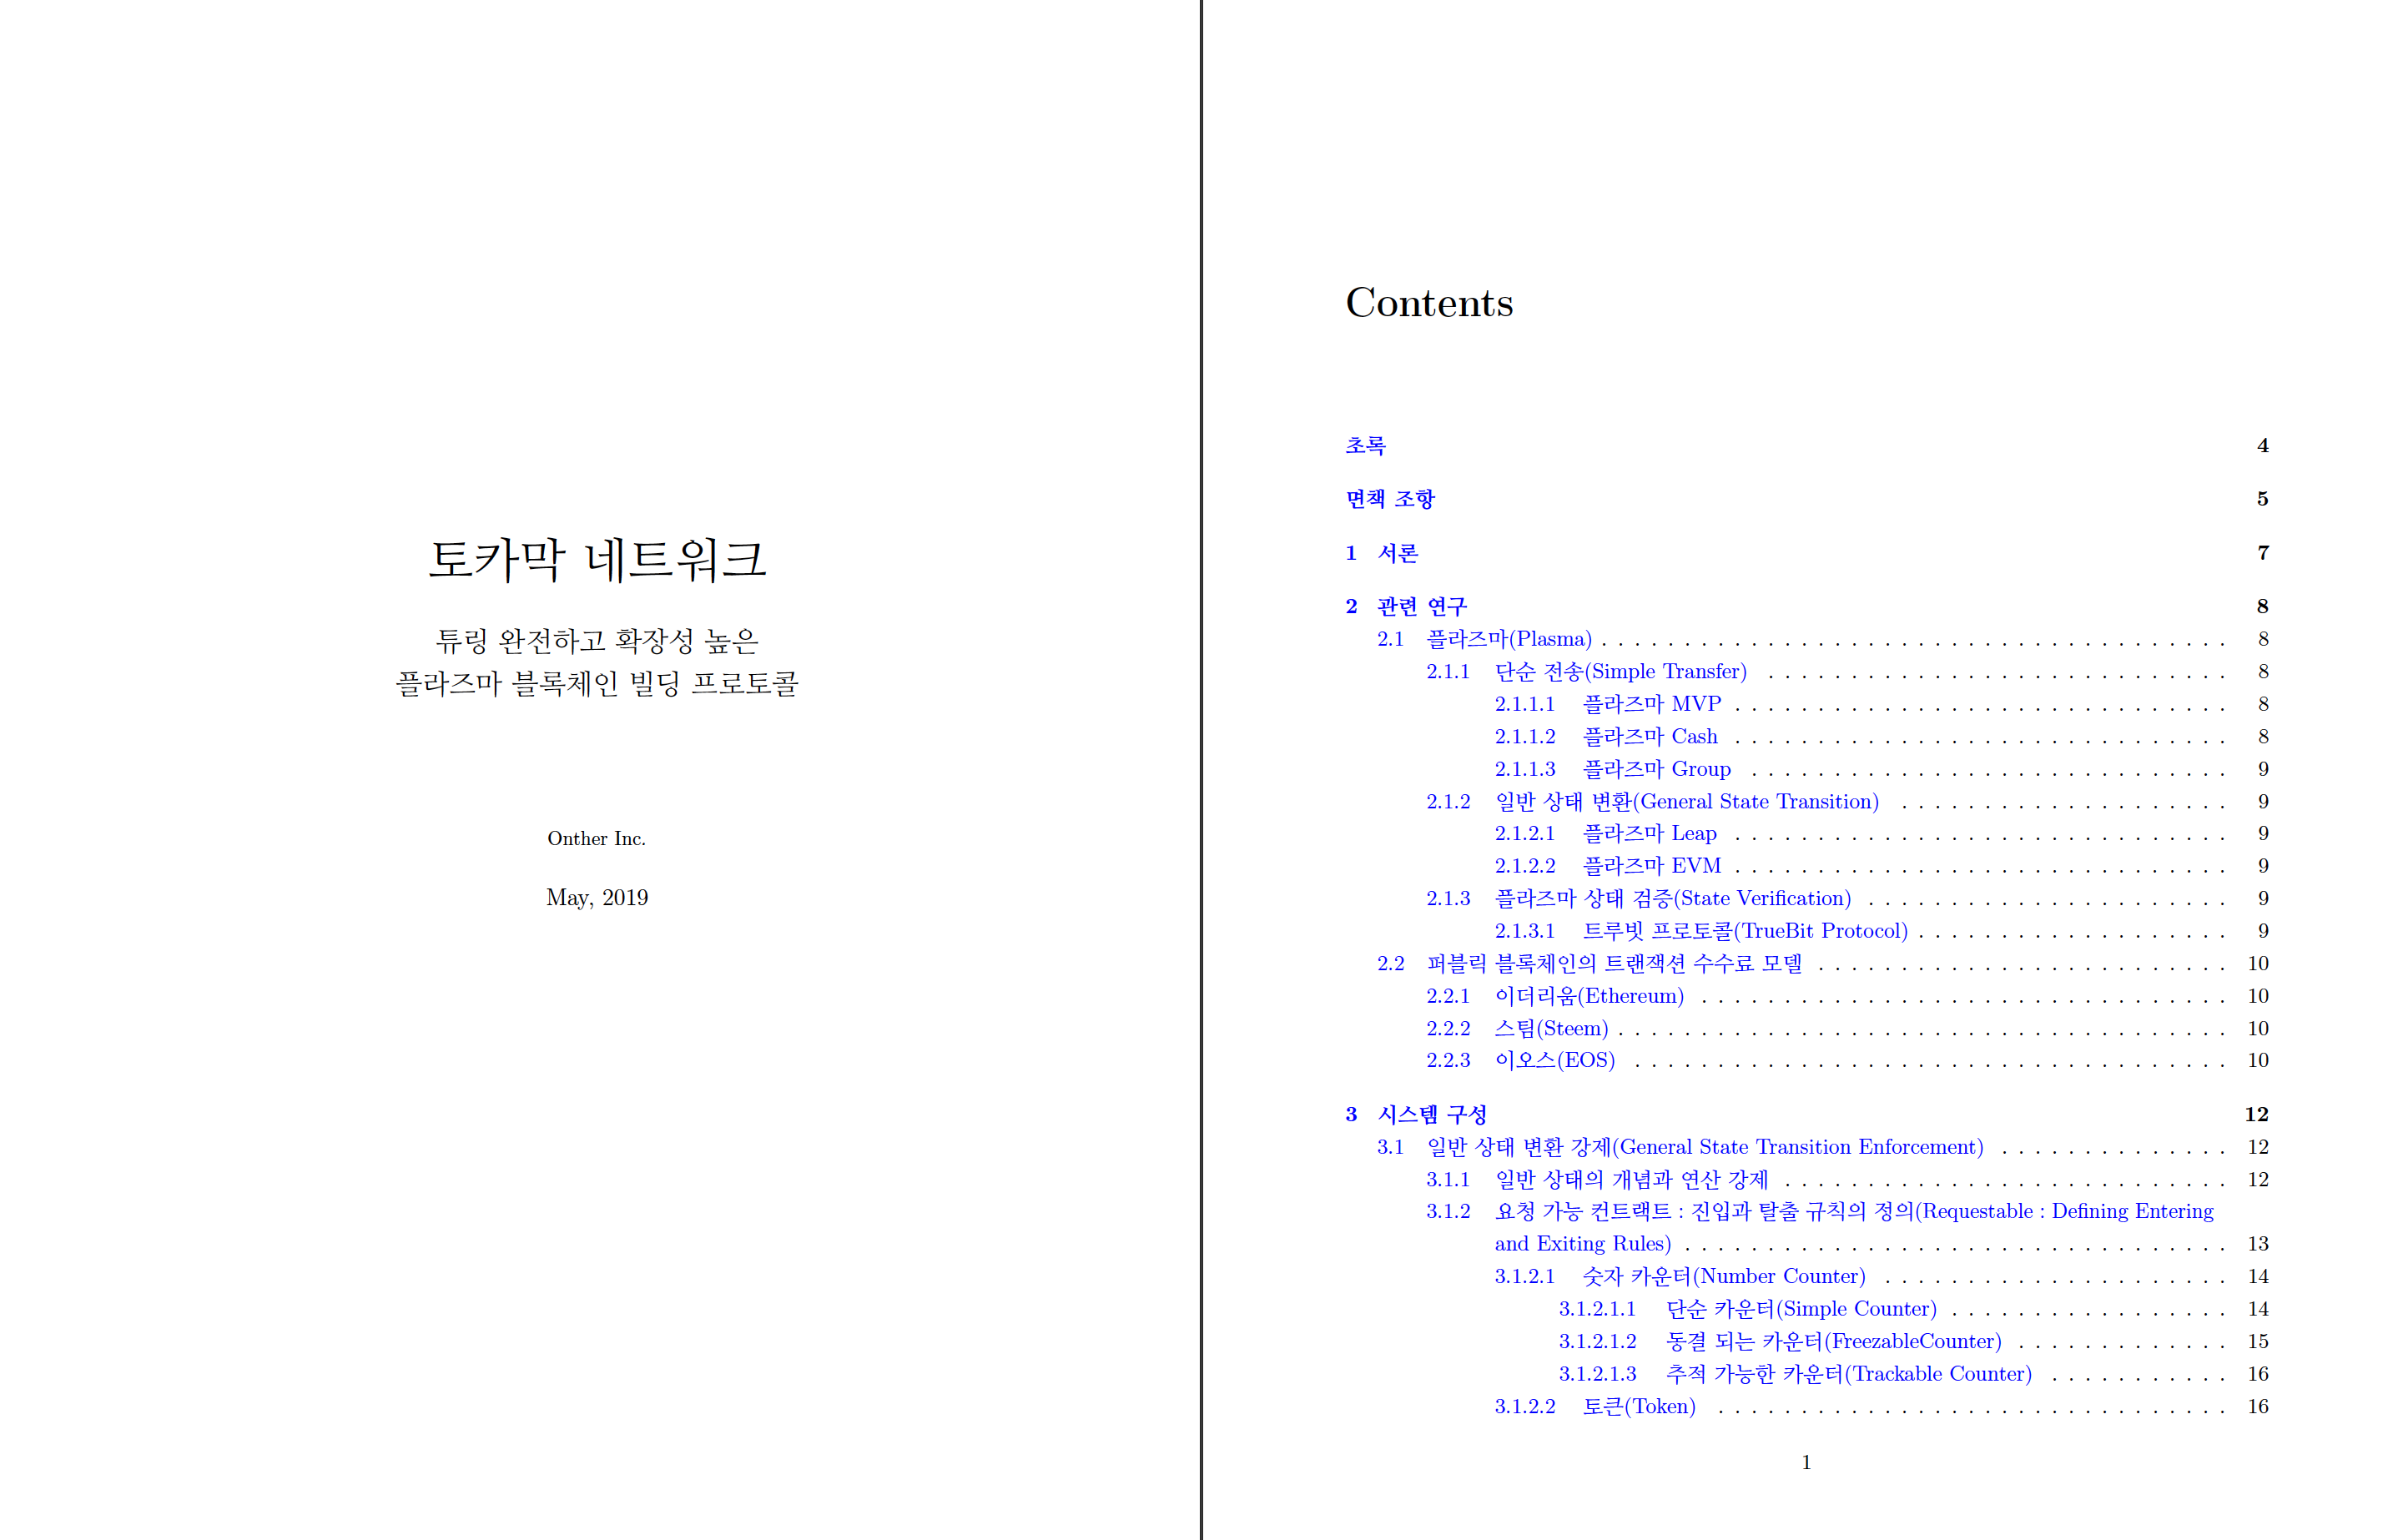 토카막 네트워크
튜링 완전하고 확장성 높은
플라즈마 블록체인 빌딩 프로토콜
Onther Inc.
May, 2019
Contents
초록 4
면책 조항 5
1 서론 7
2 관련 연구 8
2.1 플라즈마(Plasma) . . . . . . . . . . . . . . . . . . . . . . . . . . . . . . . . . . . . . . 8
2.1.1 단순 전송(Simple Transfer) . . . . . . . . . . . . . . . . . . . . . . . . . . . . 8
2.1.1.1 플라즈마 MVP . . . . . . . . . . . . . . . . . . . . . . . . . . . . . . 8
2.1.1.2 플라즈마 Cash . . . . . . . . . . . . . . . . . . . . . . . . . . . . . . 8
2.1.1.3 플라즈마 Group . . . . . . . . . . . . . . . . . . . . . . . . . . . . . 9
2.1.2 일반 상태 변환(General State Transition) . . . . . . . . . . . . . . . . . . . . 9
2.1.2.1 플라즈마 Leap . . . . . . . . . . . . . . . . . . . . . . . . . . . . . . 9
2.1.2.2 플라즈마 EVM . . . . . . . . . . . . . . . . . . . . . . . . . . . . . . 9
2.1.3 플라즈마 상태 검증(State Verification) . . . . . . . . . . . . . . . . . . . . . . 9
2.1.3.1 트루빗 프로토콜(TrueBit Protocol) . . . . . . . . . . . . . . . . . . . 9
2.2 퍼블릭 블록체인의 트랜잭션 수수료 모델 . . . . . . . . . . . . . . . . . . . . . . . . . 10
2.2.1 이더리움(Ethereum) . . . . . . . . . . . . . . . . . . . . . . . . . . . . . . . . 10
2.2.2 스팀(Steem) . . . . . . . . . . . . . . . . . . . . . . . . . . . . . . . . . . . . . 10
2.2.3 이오스(EOS) . . . . . . . . . . . . . . . . . . . . . . . . . . . . . . . . . . . . 10
3 시스템 구성 12
3.1 일반 상태 변환 강제(General State Transition Enforcement) . . . . . . . . . . . . . . 12
3.1.1 일반 상태의 개념과 연산 강제 . . . . . . . . . . . . . . . . . . . . . . . . . . . 12
3.1.2 요청 가능 컨트랙트 : 진입과 탈출 규칙의 정의(Requestable : Defining Entering
and Exiting Rules) . . . . . . . . . . . . . . . . . . . . . . . . . . . . . . . . . 13
3.1.2.1 숫자 카운터(Number Counter) . . . . . . . . . . . . . . . . . . . . . 14
3.1.2.1.1 단순 카운터(Simple Counter) . . . . . . . . . . . . . . . . . 14
3.1.2.1.2 동결 되는 카운터(FreezableCounter) . . . . . . . . . . . . . 15
3.1.2.1.3 추적 가능한 카운터(Trackable Counter) . . . . . . . . . . . 16
3.1.2.2 토큰(Token) . . . . . . . . . . . . . . . . . . . . . . . . . . . . . . . 16
1